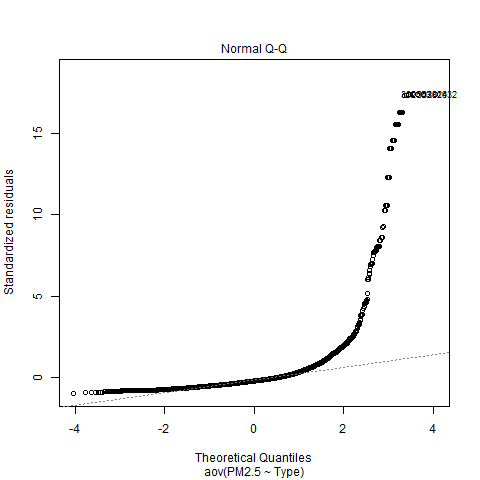 Normal Q-Q
Standardized residuals
15
10
5
0
-4
-2
0
2
4
Theoretical Quantiles
aov(PM2.5 ~ Type)